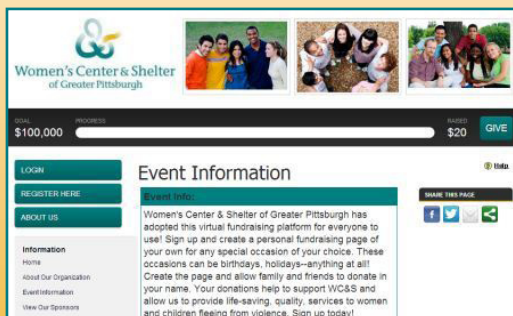 Women's Center & Shelter
of Greater Pittsburgh
GOAL
$100,000
PROGRESS
RAISED
$20
GIVE
LOGIN
REGISTER HERE
ABOUT US
Information
Home
About Our Organization
Event Information
View Our Sponsors
Event Information
Event Info:
Women's Center & Shelter of Greater Pittsburgh has
adopted this virtual fundraising platform for everyone to
use! Sign up and create a personal fundraising page of
your own for any special occasion of your choice. These
occasions can be birthdays, holidays--anything at all!
Create the page and allow family and friends to donate in
your name. Your donations help to support WC&S and
allow us to provide life-saving, quality, services to women
and children fleeing from violence. Sign up today!
Help
SHARE THIS PAGE